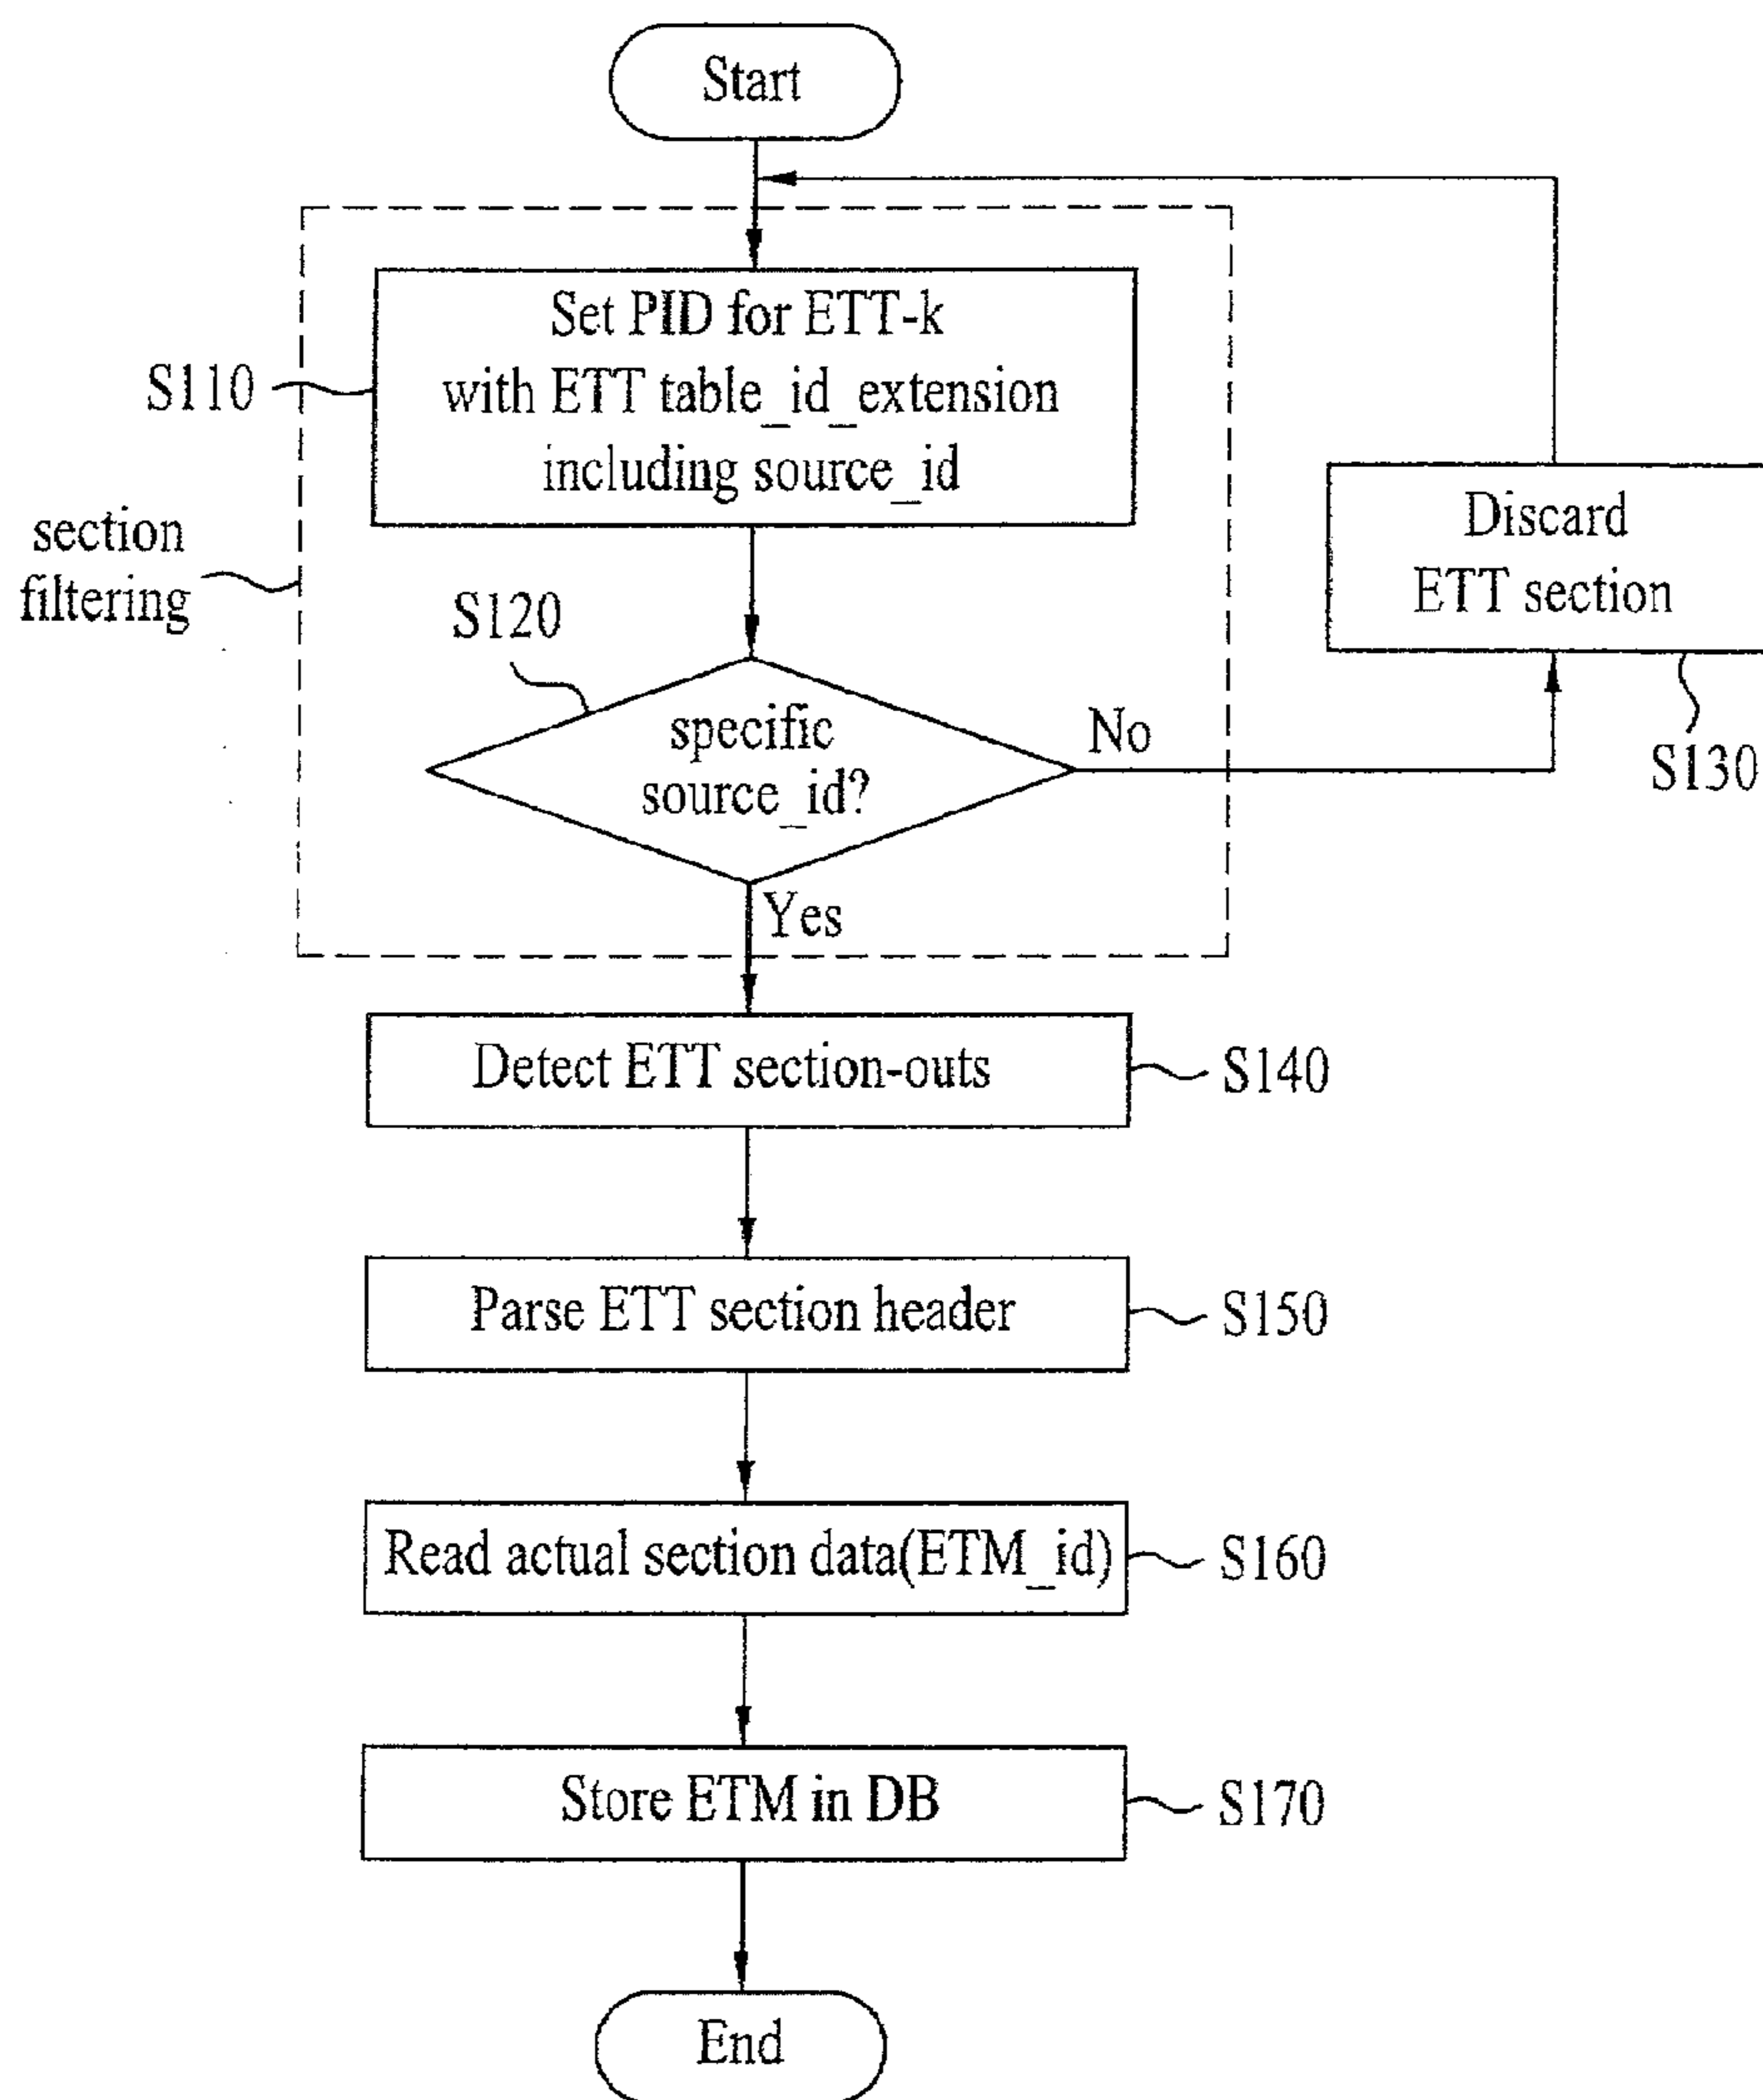 Start
Set PID for ETT-k
S110
with ETT table_id_extension
including source_id
section
filtering
Discard
ETT section
S120
specific
source_id?
No
S130
Yes
Detect ETT section-outs
S140
Parse ETT section header
S150
Read actual section data(ETM_id)
S160
Store ETM in DB
S170
End